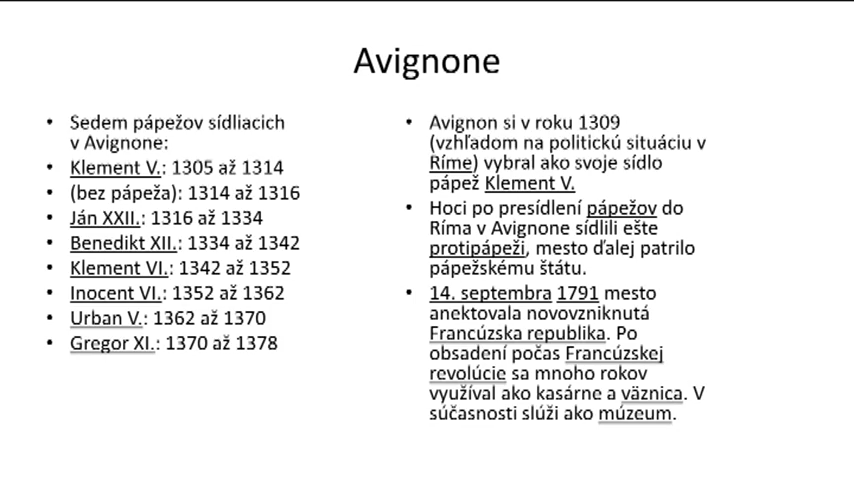 Avignone
• Sedem pápežov sídliacich
v Avignone:
• Klement V.: 1305 až 1314
• (bez pápeža): 1314 až 1316
• Ján XXII.: 1316 až 1334
• Benedikt XII.: 1334 až 1342
• Klement VI.: 1342 až 1352
• Inocent VI.: 1352 až 1362
• Urban V.: 1362 až 1370
• Gregor XI.: 1370 až 1378
• Avignon si v roku 1309
(vzhľadom na politickú situáciu v
Ríme) vybral ako svoje sídlo
pápež Klement V.
• Hoci po presídlení pápežov do
Ríma v Avignone sídlili ešte
protipápeži, mesto ďalej patrilo
pápežskému štátu.
• 14. septembra 1791 mesto
anektovala novovzniknutá
Francúzska republika. Po
obsadení počas Francúzskej
revolúcie sa mnoho rokov
využíval ako kasárne a väznica. V
súčasnosti slúži ako múzeum.